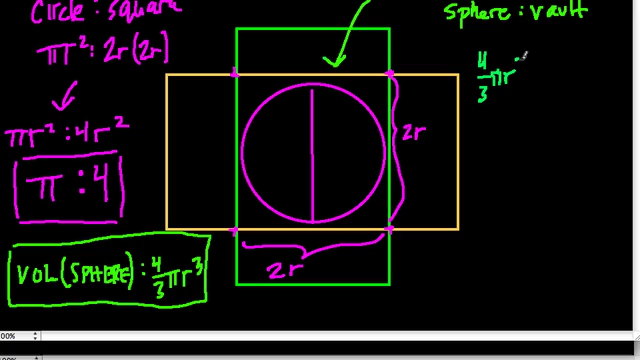 Circle: square
πr²: 2r(2r)
πr²: 4r²
π : 4
VOL(SPHERE): 4/3 πr³
2r
2r
Sphere: vault
4/3 πr
00%
100%